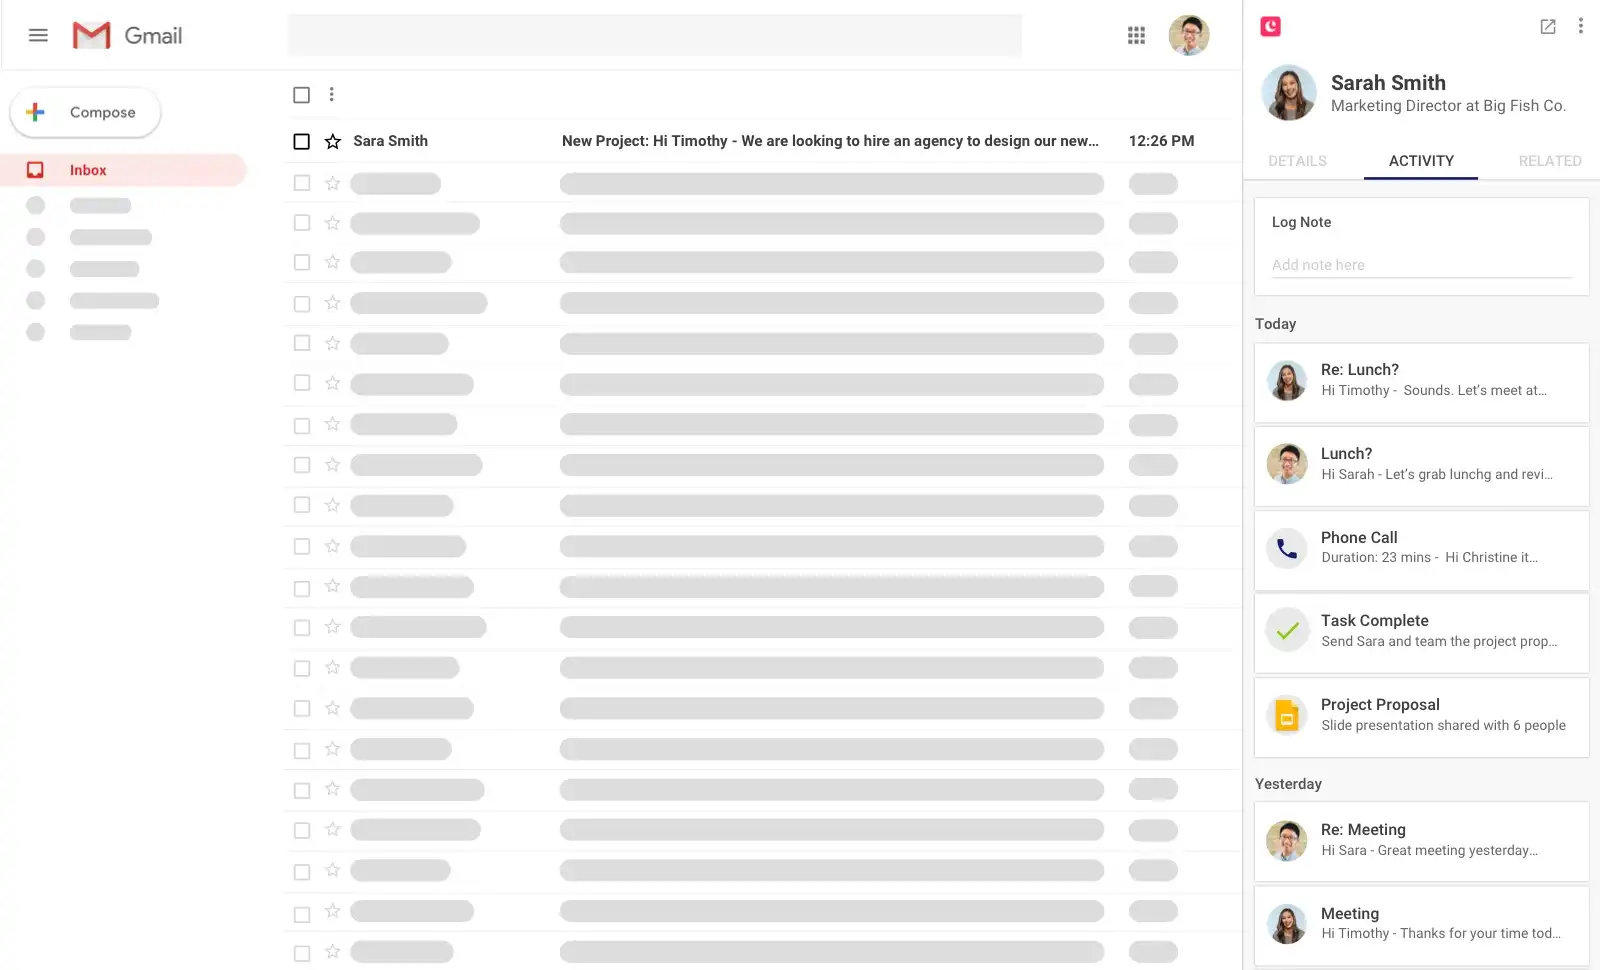 Gmail
Compose
Inbox
Sara Smith
New Project: Hi Timothy - We are looking to hire an agency to design our new...
12:26 PM
Sarah Smith
Marketing Director at Big Fish Co.
DETAILS
ACTIVITY
RELATED
Log Note
Add note here
Today
Re: Lunch?
Hi Timothy - Sounds. Let's meet at...
Lunch?
Hi Sarah - Let's grab lunchg and revi...
Phone Call
Duration: 23 mins - Hi Christine it...
Task Complete
Send Sara and team the project prop...
Project Proposal
Slide presentation shared with 6 people
Yesterday
Re: Meeting
Hi Sara - Great meeting yesterday...
Meeting
Hi Timothy - Thanks for your time tod...